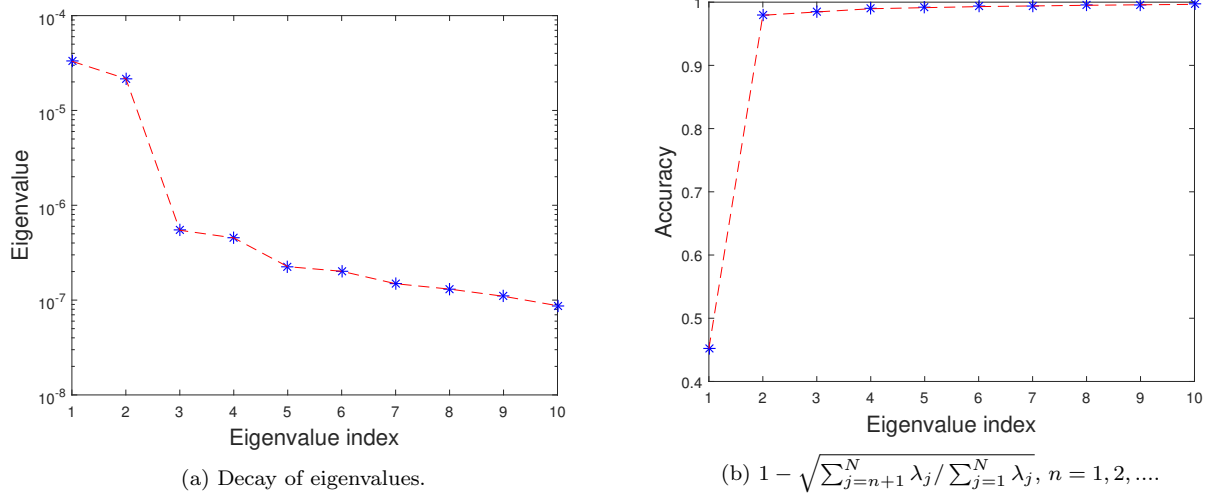 10^-4
10^-5
10^-6
10^-7
10^-8
Eigenvalue
1 2 3 4 5 6 7 8 9 10
Eigenvalue index
(a) Decay of eigenvalues.
1
0.9
0.8
0.7
0.6
0.5
0.4
Accuracy
1 2 3 4 5 6 7 8 9 10
Eigenvalue index
(b) 1 − √(∑_{j=n+1}^{N} λ_j / ∑_{j=1}^{N} λ_j), n = 1, 2, ....